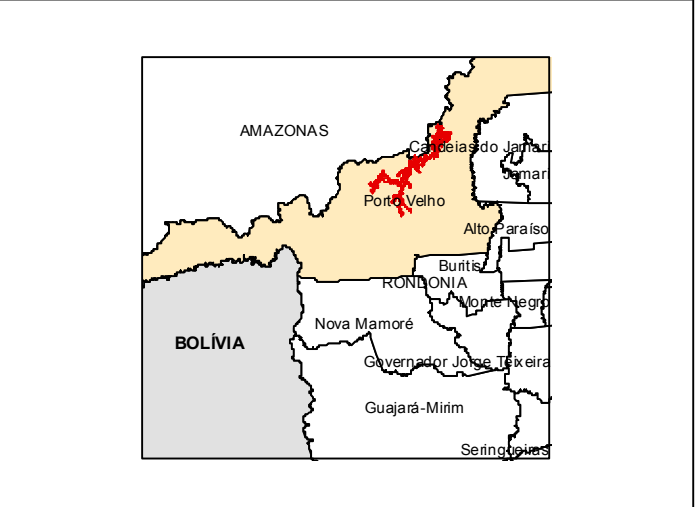 AMAZONAS
Candeias do Jamari
Jamari
Porto Velho
Alto Paraíso
Buritis
RONDONIA
Monte Negro
Nova Mamoré
BOLÍVIA
Governador Jorge Teixeira
Guajará-Mirim
Seringueiras